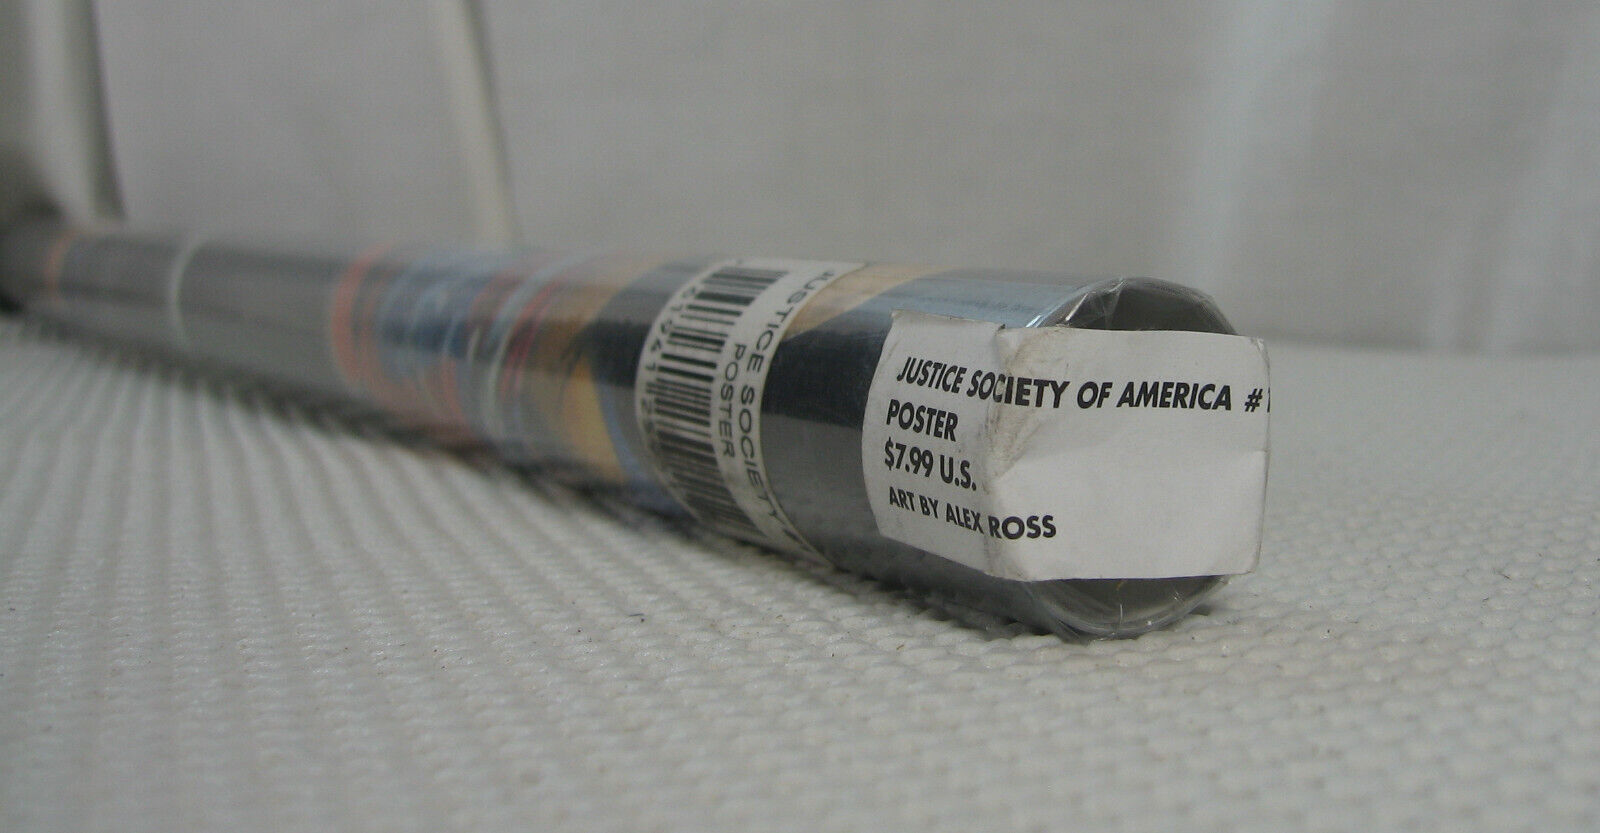 JUSTICE SOCIETY OF AMERICA #
POSTER
$7.99 U.S.
ART BY ALEX ROSS
JUSTICE SOCIETY
POSTER